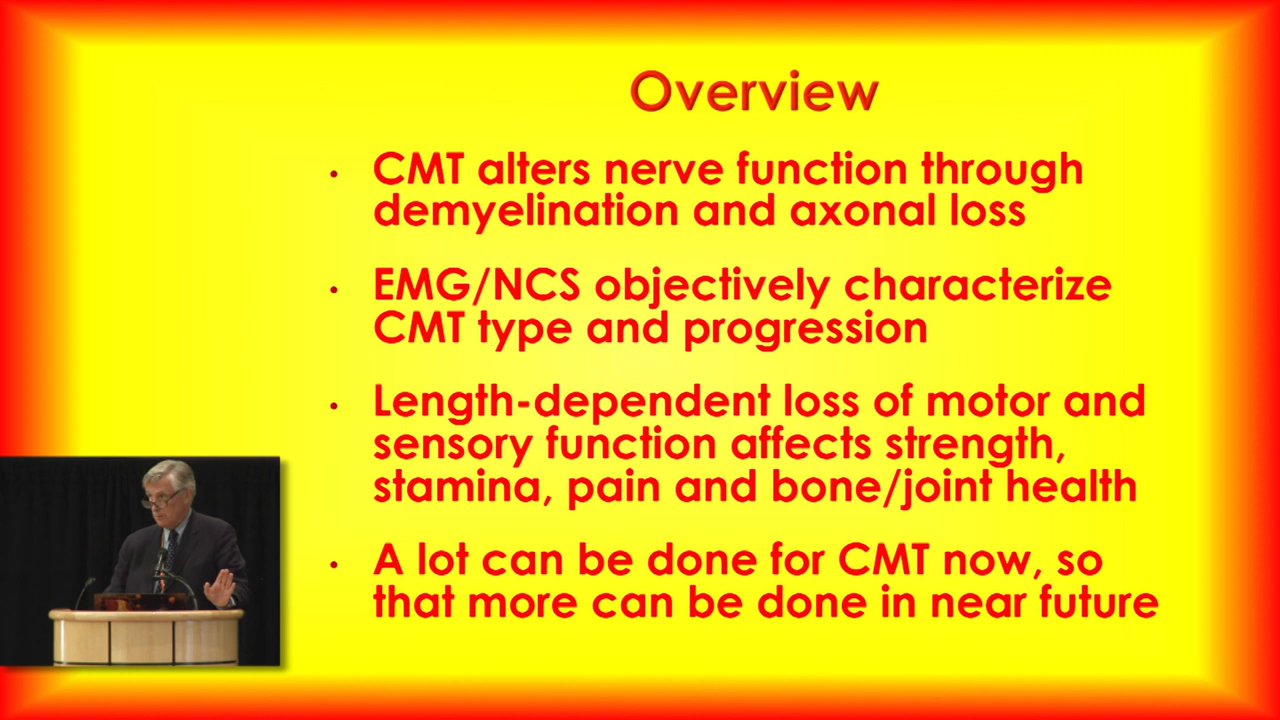 Overview
• CMT alters nerve function through
demyelination and axonal loss
• EMG/NCS objectively characterize
CMT type and progression
• Length-dependent loss of motor and
sensory function affects strength,
stamina, pain and bone/joint health
• A lot can be done for CMT now, so
that more can be done in near future